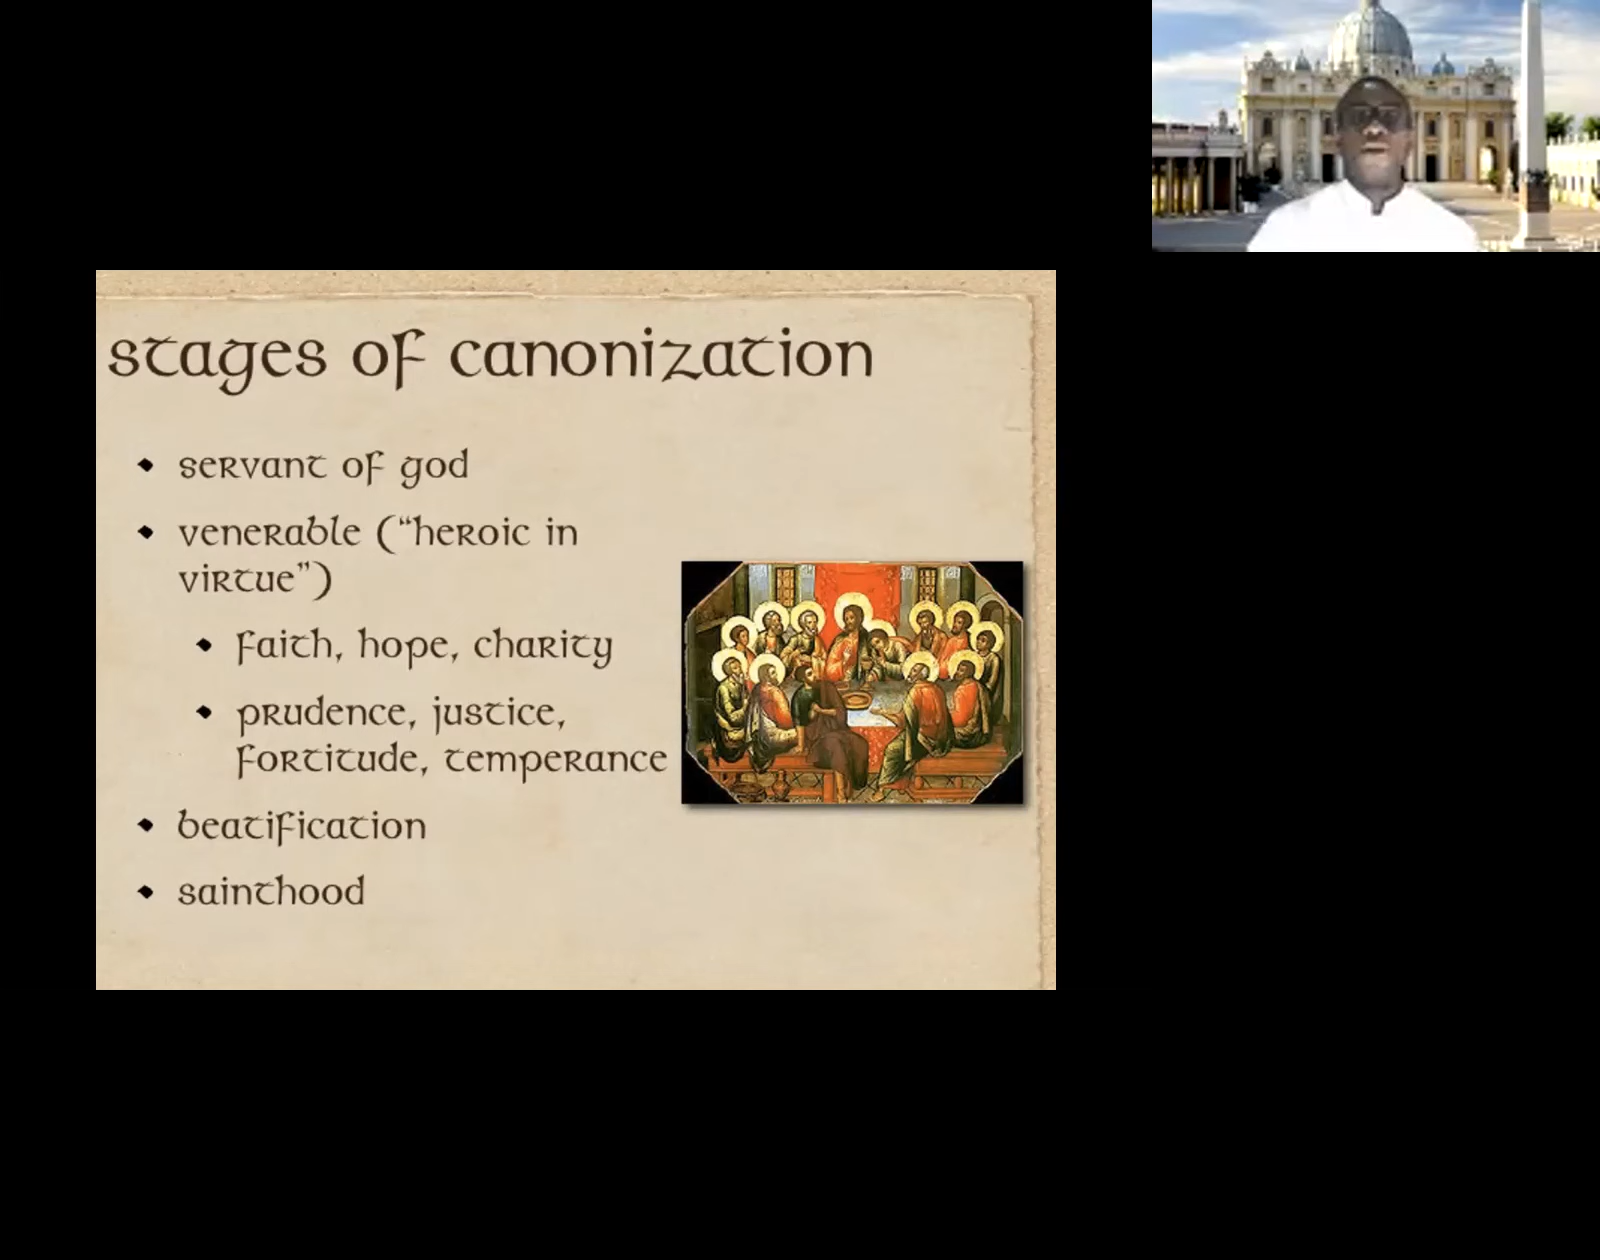 stages of canonization
servant of god
venerable (“heroic in
virtue”)
faith, hope, charity
prudence, justice,
fortitude, temperance
beatification
sainthood